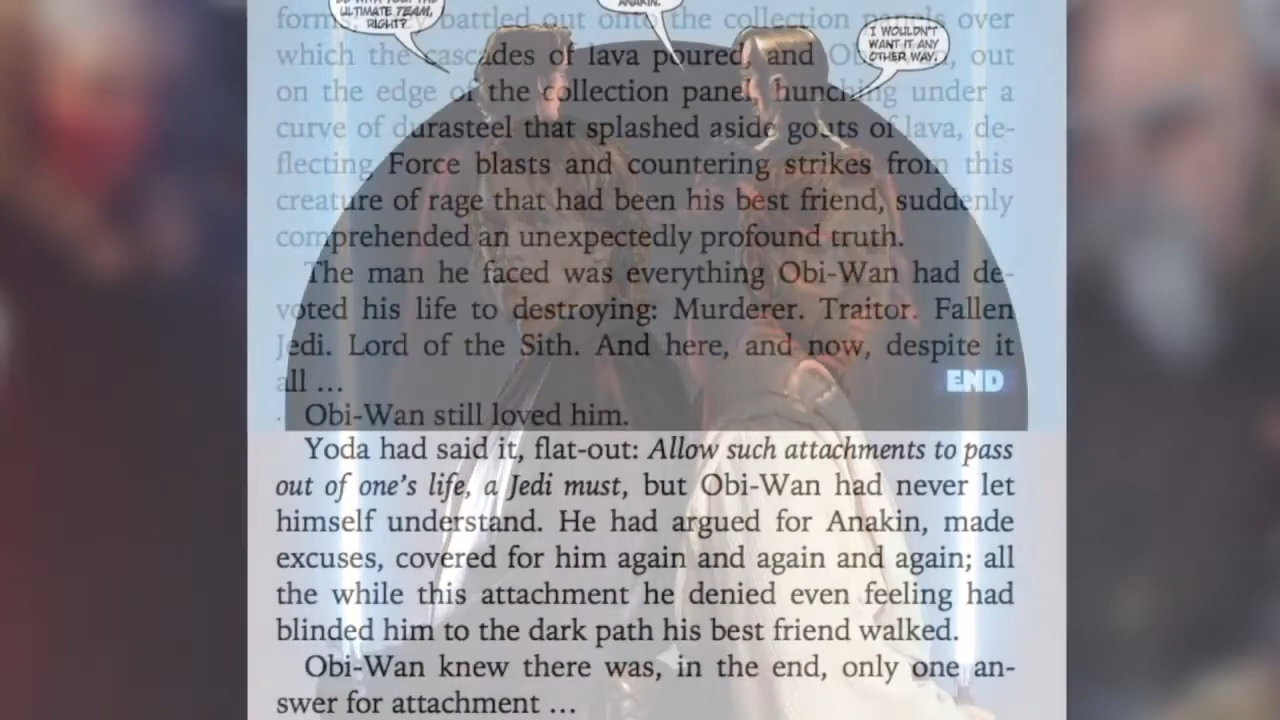 ULTIMATE TEAM,
RIGHT?
ANAKIN.
I WOULDN'T
WANT IT ANY
OTHER WAY.
battled out onto the collection panels over
which the cascades of lava poured, and out
on the edge of the collection panel, hunching under a
curve of durasteel that splashed aside gouts of lava, de-
flecting Force blasts and countering strikes from this
creature of rage that had been his best friend, suddenly
comprehended an unexpectedly profound truth.
The man he faced was everything Obi-Wan had de-
voted his life to destroying: Murderer. Traitor. Fallen
Jedi. Lord of the Sith. And here, and now, despite it
all ...
END
Obi-Wan still loved him.
Yoda had said it, flat-out: Allow such attachments to pass
out of one's life, a Jedi must, but Obi-Wan had never let
himself understand. He had argued for Anakin, made
excuses, covered for him again and again and again; all
the while this attachment he denied even feeling had
blinded him to the dark path his best friend walked.
Obi-Wan knew there was, in the end, only one an-
swer for attachment ...